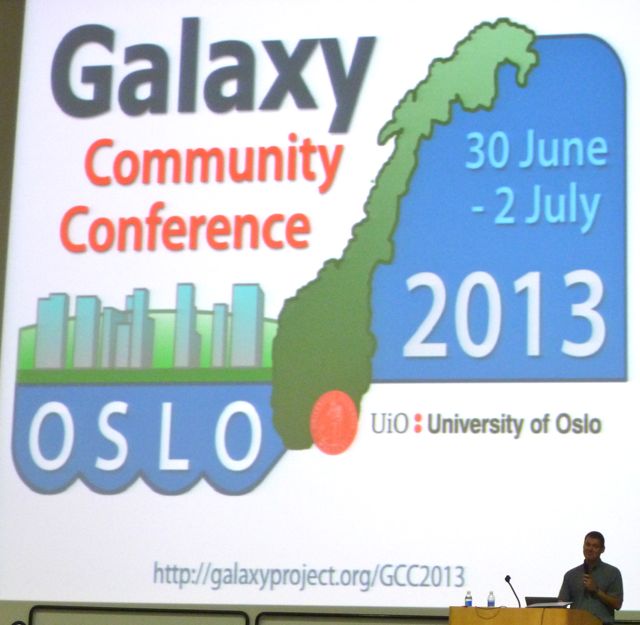 Galaxy
Community
Conference
30 June
- 2 July
2013
OSLO
UiO : University of Oslo
http://galaxyproject.org/GCC2013